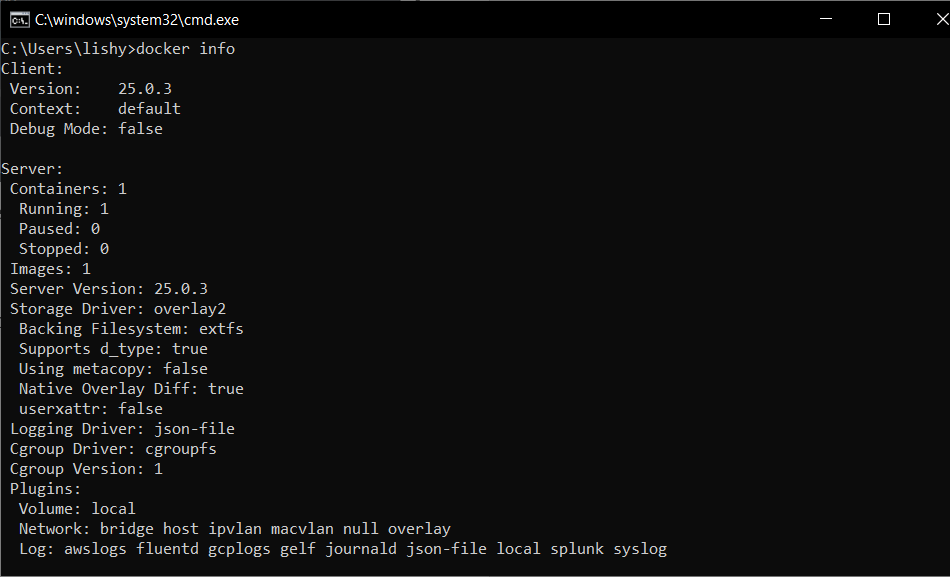 C:\windows\system32\cmd.exe
C:\Users\lishy>docker info
Client:
 Version:    25.0.3
 Context:    default
 Debug Mode: false

Server:
 Containers: 1
  Running: 1
  Paused: 0
  Stopped: 0
 Images: 1
 Server Version: 25.0.3
 Storage Driver: overlay2
  Backing Filesystem: extfs
  Supports d_type: true
  Using metacopy: false
  Native Overlay Diff: true
  userxattr: false
 Logging Driver: json-file
 Cgroup Driver: cgroupfs
 Cgroup Version: 1
 Plugins:
  Volume: local
  Network: bridge host ipvlan macvlan null overlay
  Log: awslogs fluentd gcplogs gelf journald json-file local splunk syslog